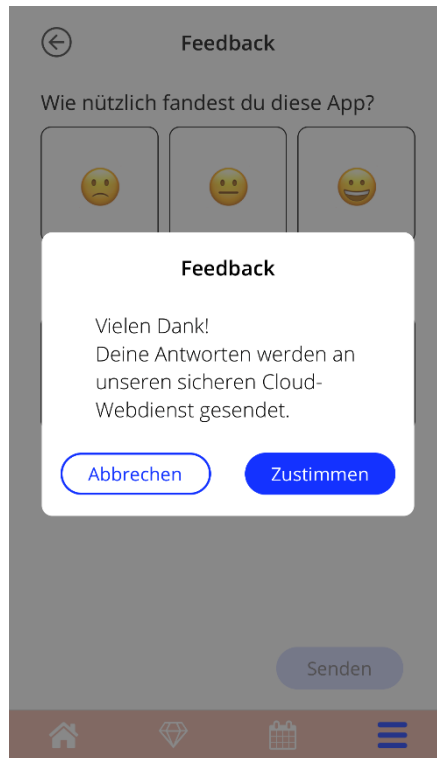 Feedback
Wie nützlich fandest du diese App?
Feedback
Vielen Dank!
Deine Antworten werden an
unseren sicheren Cloud-
Webdienst gesendet.
Abbrechen
Zustimmen
Senden